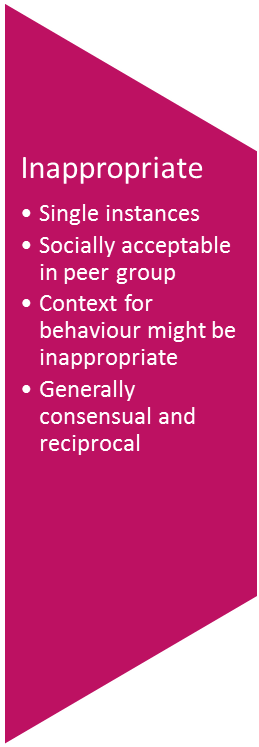 Inappropriate
• Single instances
• Socially acceptable
in peer group
• Context for
behaviour might be
inappropriate
• Generally
consensual and
reciprocal